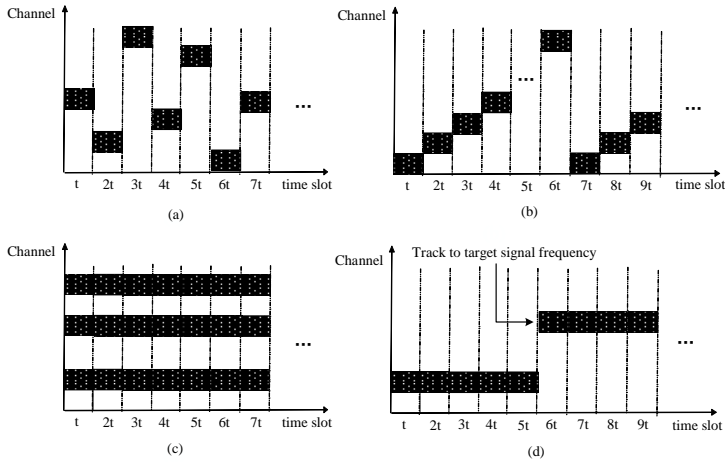 Channel
...
t 2t 3t 4t 5t 6t 7t time slot
(a)
Channel
...
...
t 2t 3t 4t 5t 6t 7t 8t 9t time slot
(b)
Channel
...
t 2t 3t 4t 5t 6t 7t time slot
(c)
Channel
Track to target signal frequency
...
t 2t 3t 4t 5t 6t 7t 8t 9t time slot
(d)